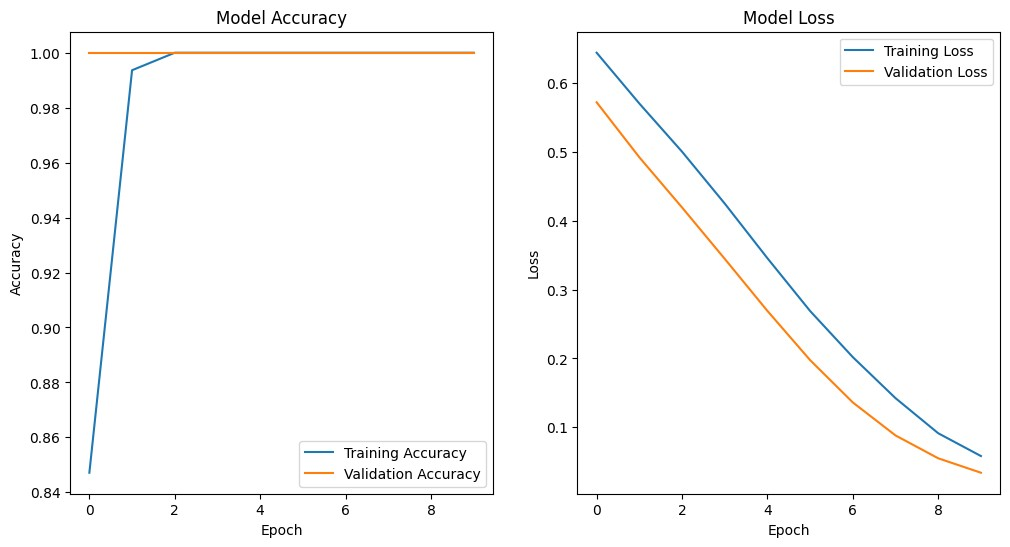 Model Accuracy
1.00
0.98
0.96
0.94
0.92
0.90
0.88
0.86
0.84
Accuracy
0
2
4
6
8
Epoch
Training Accuracy
Validation Accuracy
Model Loss
0.6
0.5
0.4
0.3
0.2
0.1
Loss
0
2
4
6
8
Epoch
Training Loss
Validation Loss